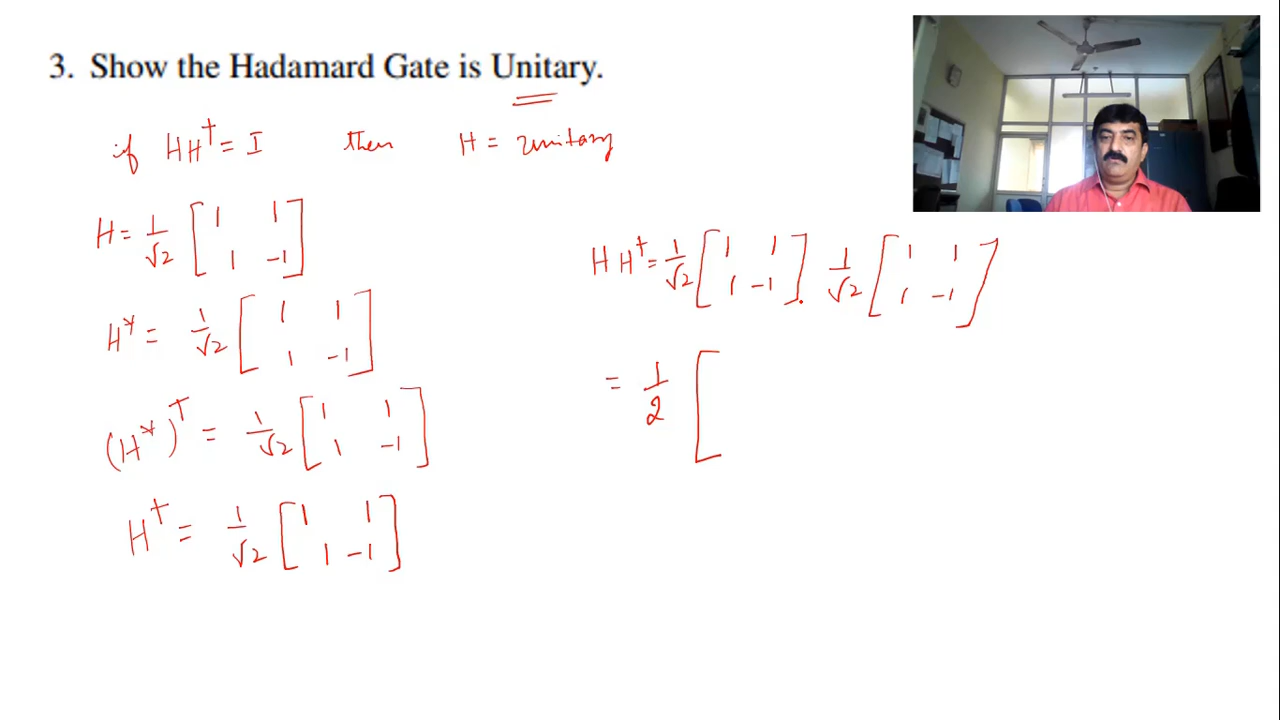 3. Show the Hadamard Gate is Unitary.
if HH† = I then H = unitary
H = 1/√2 [1 1
1 -1]
H* = 1/√2 [1 1
1 -1]
(H*)ᵀ = 1/√2 [1 1
1 -1]
H† = 1/√2 [1 1
1 -1]
HH† = 1/√2 [1 1
1 -1] . 1/√2 [1 1
1 -1]
= 1/2 [